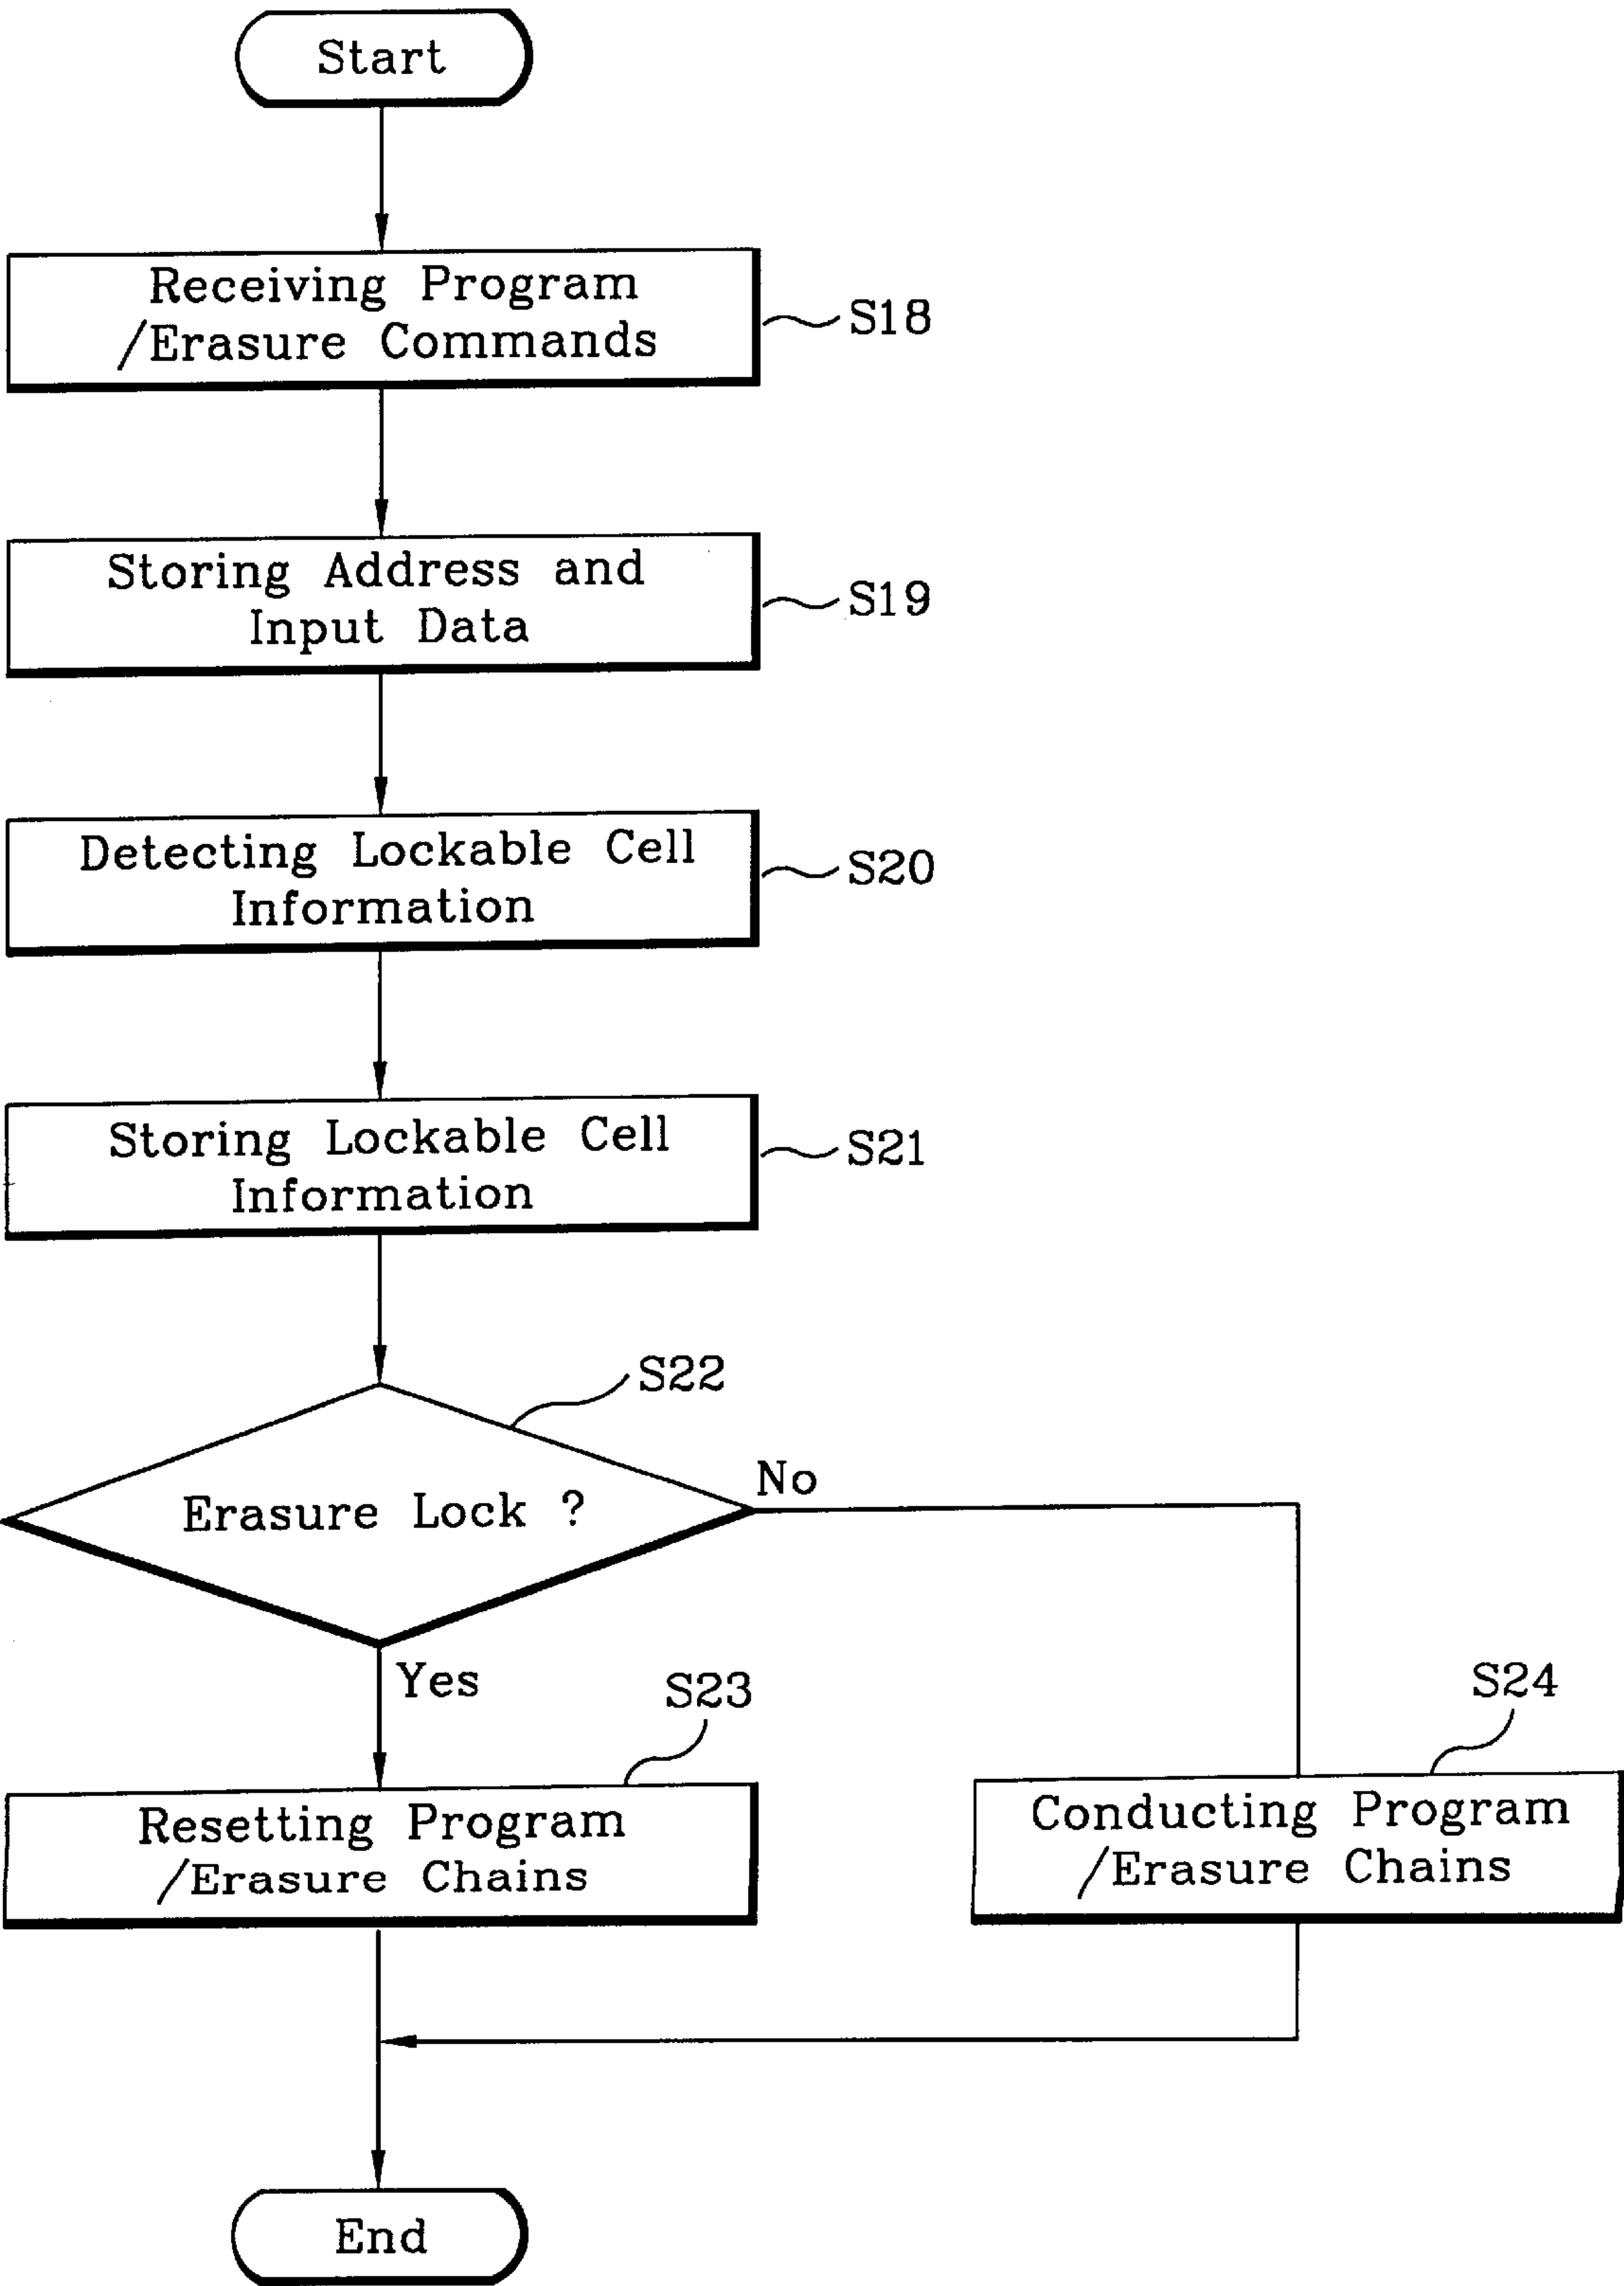 Start
Receiving Program
/Erasure Commands
S18
Storing Address and
Input Data
S19
Detecting Lockable Cell
Information
S20
Storing Lockable Cell
Information
S21
S22
Erasure Lock ?
No
Yes
S23
Resetting Program
/Erasure Chains
S24
Conducting Program
/Erasure Chains
End